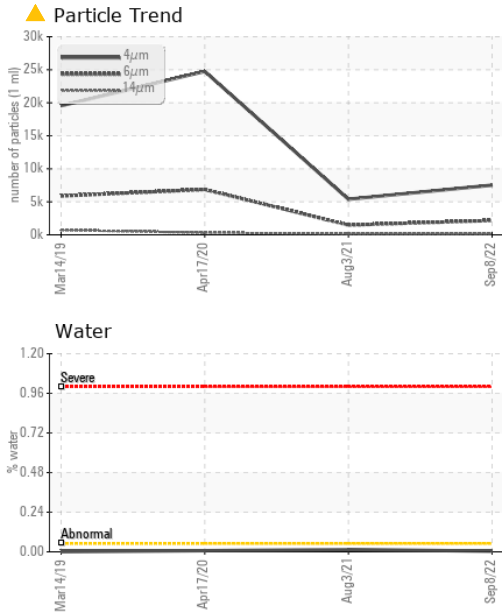 Particle Trend
30k
25k
20k
15k
10k
5k
0k
number of particles (1 ml)
4µm
6µm
14µm
Mar14/19
Apr17/20
Aug3/21
Sep8/22
Water
1.20
0.96
0.72
0.48
0.24
0.00
% water
Severe
Abnormal
Mar14/19
Apr17/20
Aug3/21
Sep8/22